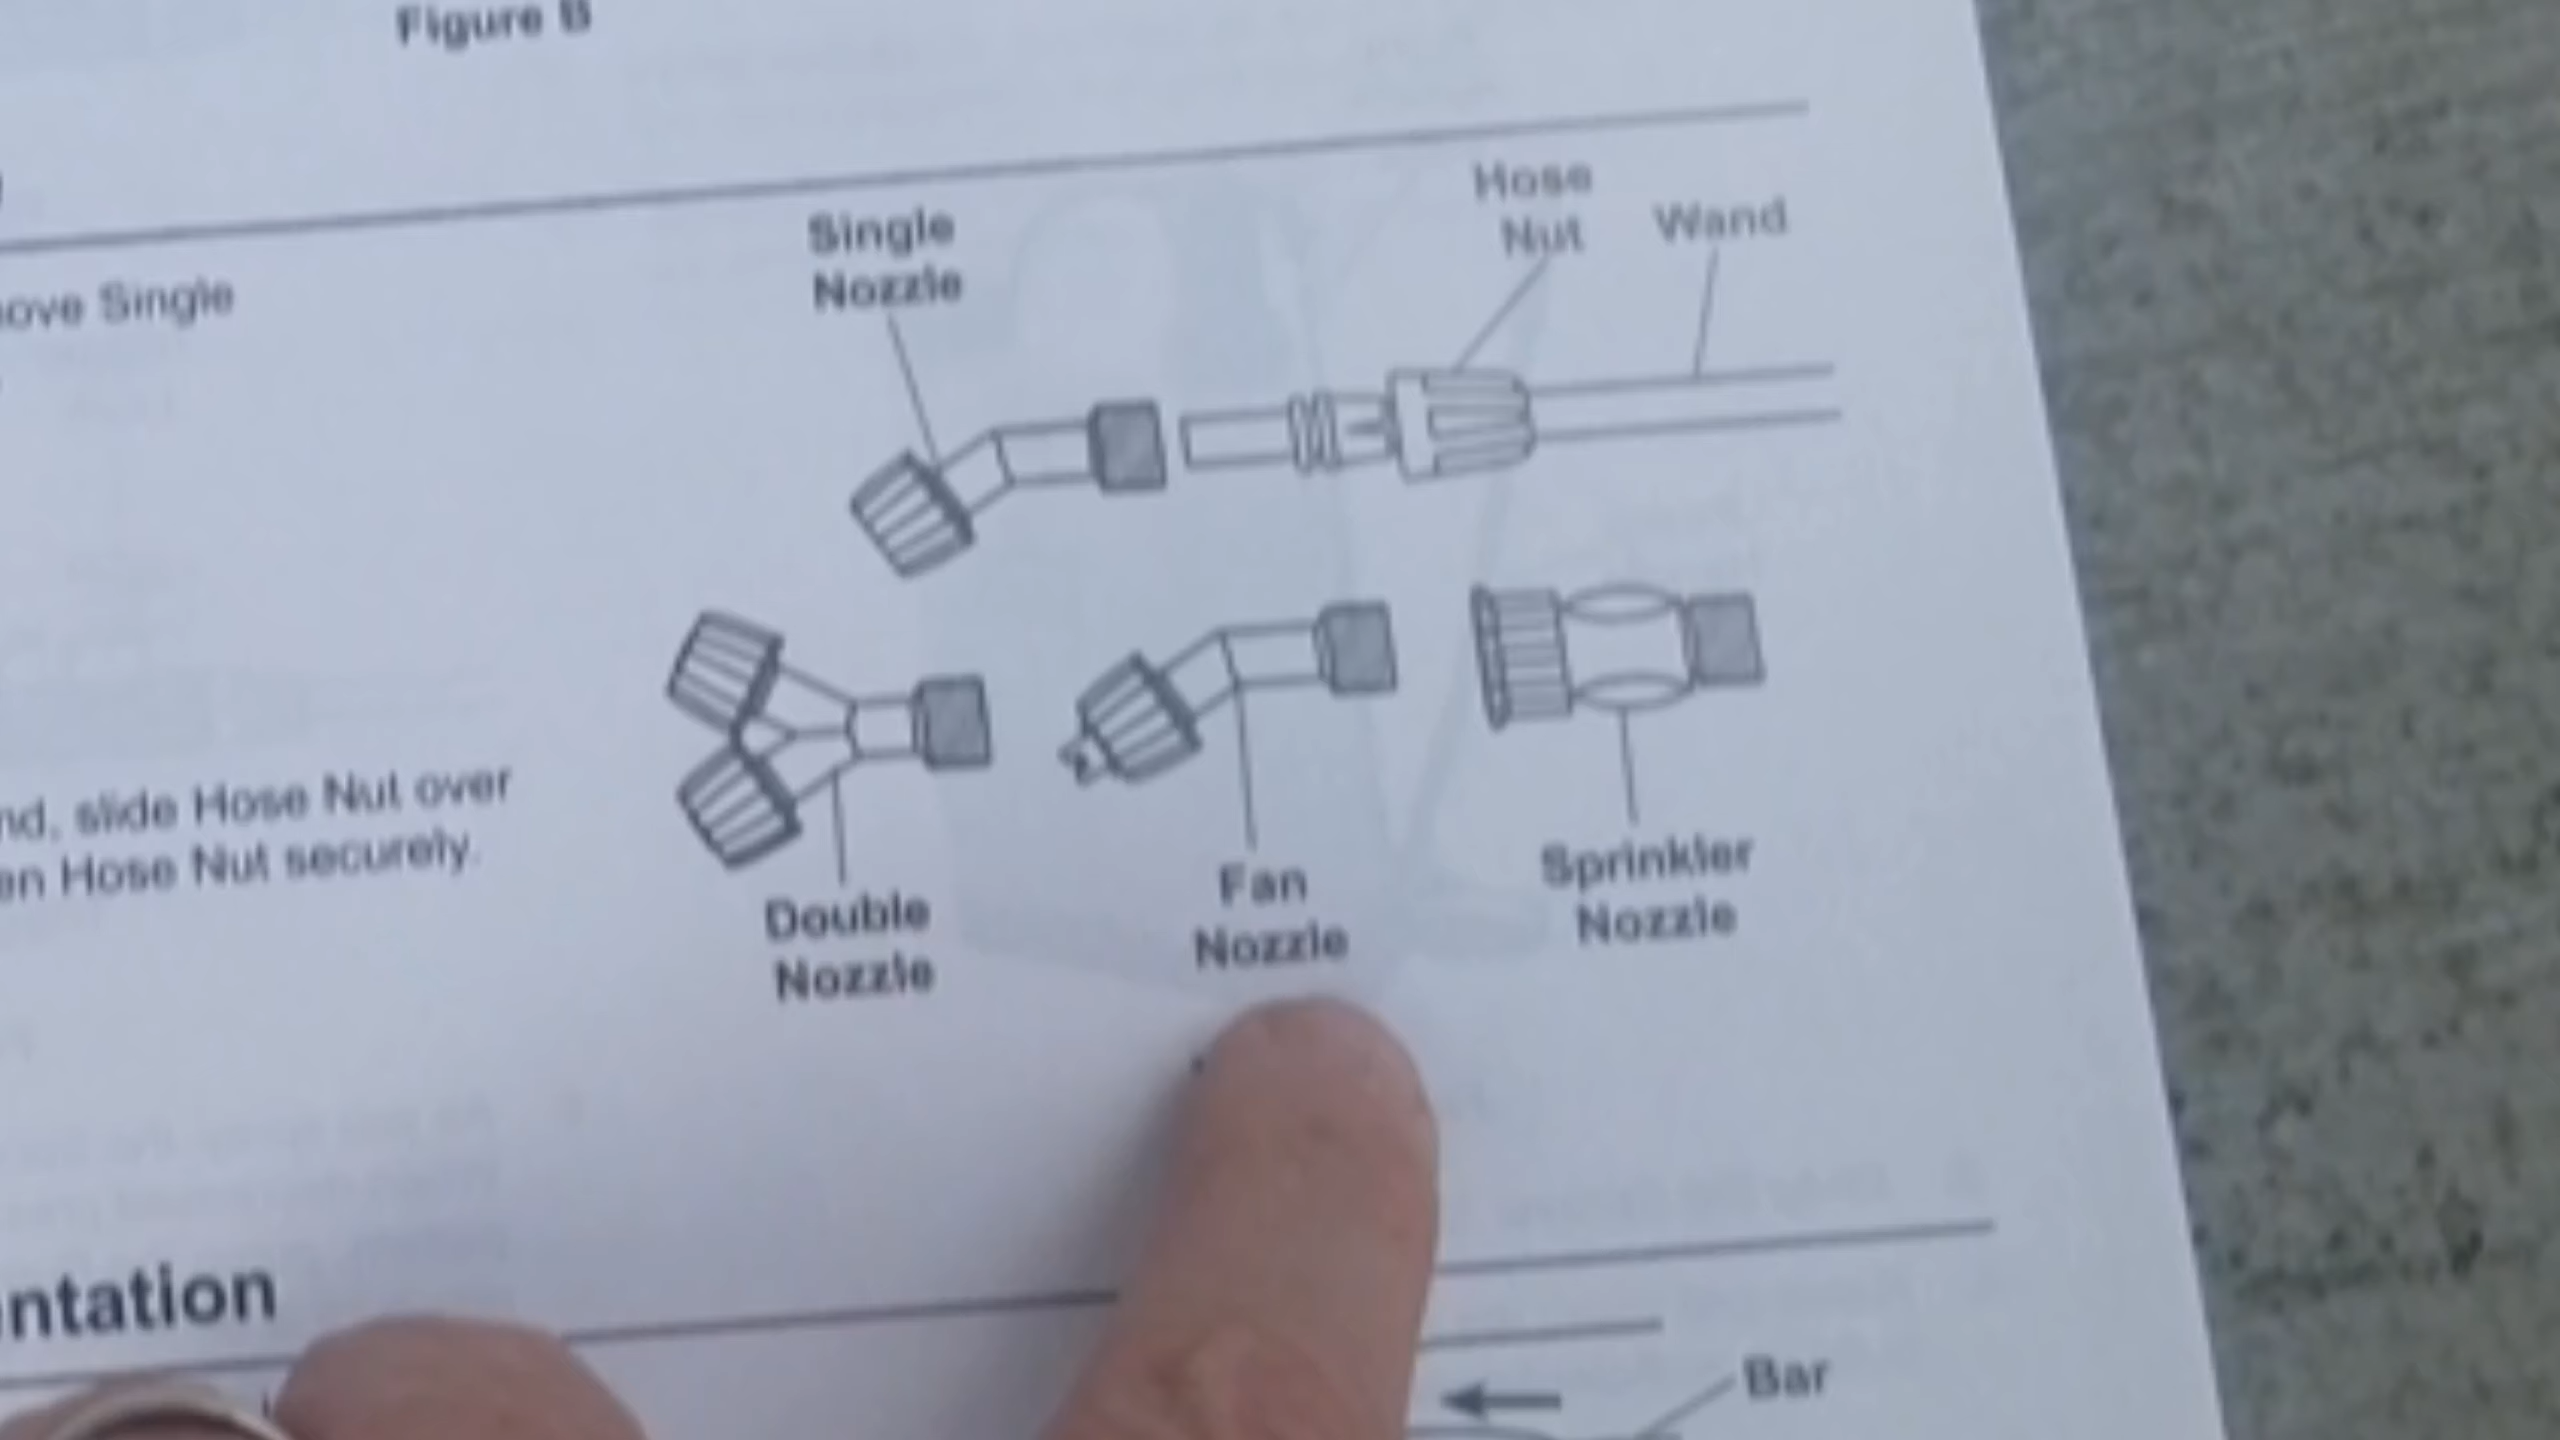 Figure B
Single
Nozzle
Hose
Nut
Wand
ove Single
Double
Nozzle
Fan
Nozzle
Sprinkler
Nozzle
nd, slide Hose Nut over
en Hose Nut securely.
ntation
Bar